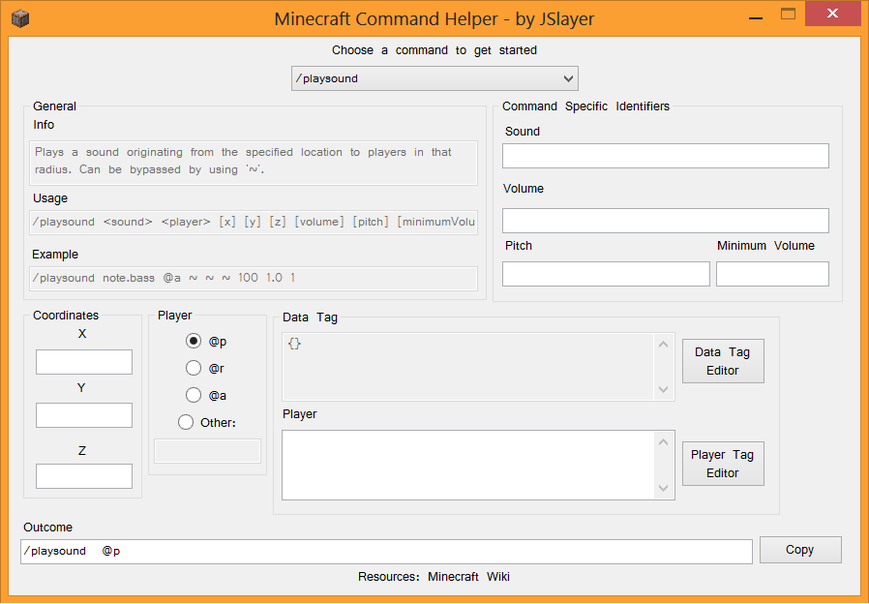 Minecraft Command Helper - by JSlayer
Choose a command to get started
/playsound
General
Info
Plays a sound originating from the specified location to players in that
radius. Can be bypassed by using `~`.
Usage
/playsound <sound> <player> [x] [y] [z] [volume] [pitch] [minimumVolu
Example
/playsound note.bass @a ~ ~ ~ 100 1.0 1
Command Specific Identifiers
Sound
Volume
Pitch Minimum Volume
Coordinates
X
Y
Z
Player
@p
@r
@a
Other:
Data Tag
{}
Data Tag
Editor
Player
Player Tag
Editor
Outcome
/playsound @p
Copy
Resources: Minecraft Wiki